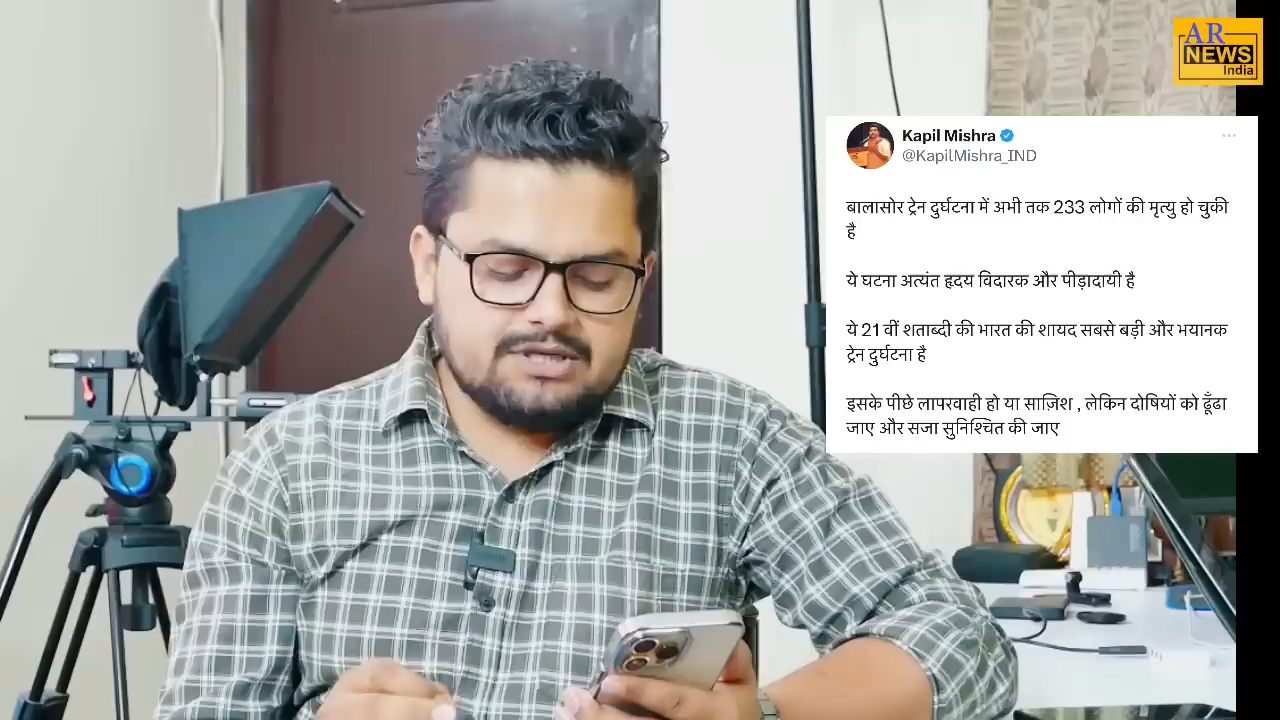 AR
NEWS
India
Kapil Mishra
@KapilMishra_IND
बालासोर ट्रेन दुर्घटना में अभी तक 233 लोगों की मृत्यु हो चुकी
है
ये घटना अत्यंत हृदय विदारक और पीड़ादायी है
ये 21 वीं शताब्दी की भारत की शायद सबसे बड़ी और भयानक
ट्रेन दुर्घटना है
इसके पीछे लापरवाही हो या साज़िश , लेकिन दोषियों को ढूँढा
जाए और सजा सुनिश्चित की जाए